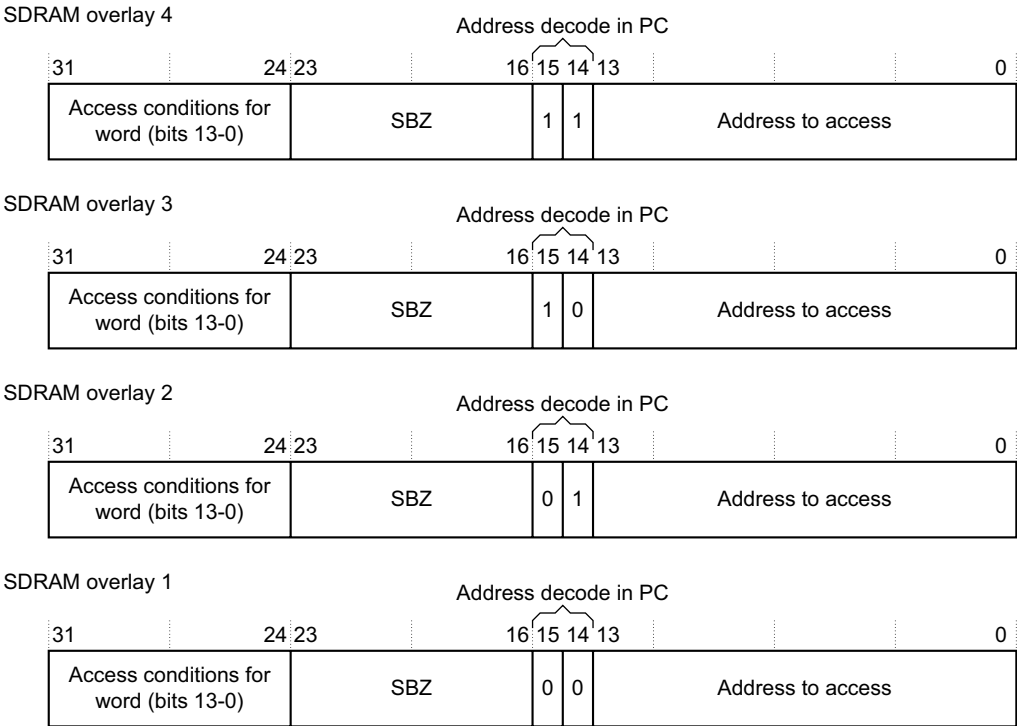 SDRAM overlay 4
Address decode in PC
31 24 23 16 15 14 13 0
Access conditions for
word (bits 13-0)
SBZ
1 1
Address to access
SDRAM overlay 3
Address decode in PC
31 24 23 16 15 14 13 0
Access conditions for
word (bits 13-0)
SBZ
1 0
Address to access
SDRAM overlay 2
Address decode in PC
31 24 23 16 15 14 13 0
Access conditions for
word (bits 13-0)
SBZ
0 1
Address to access
SDRAM overlay 1
Address decode in PC
31 24 23 16 15 14 13 0
Access conditions for
word (bits 13-0)
SBZ
0 0
Address to access